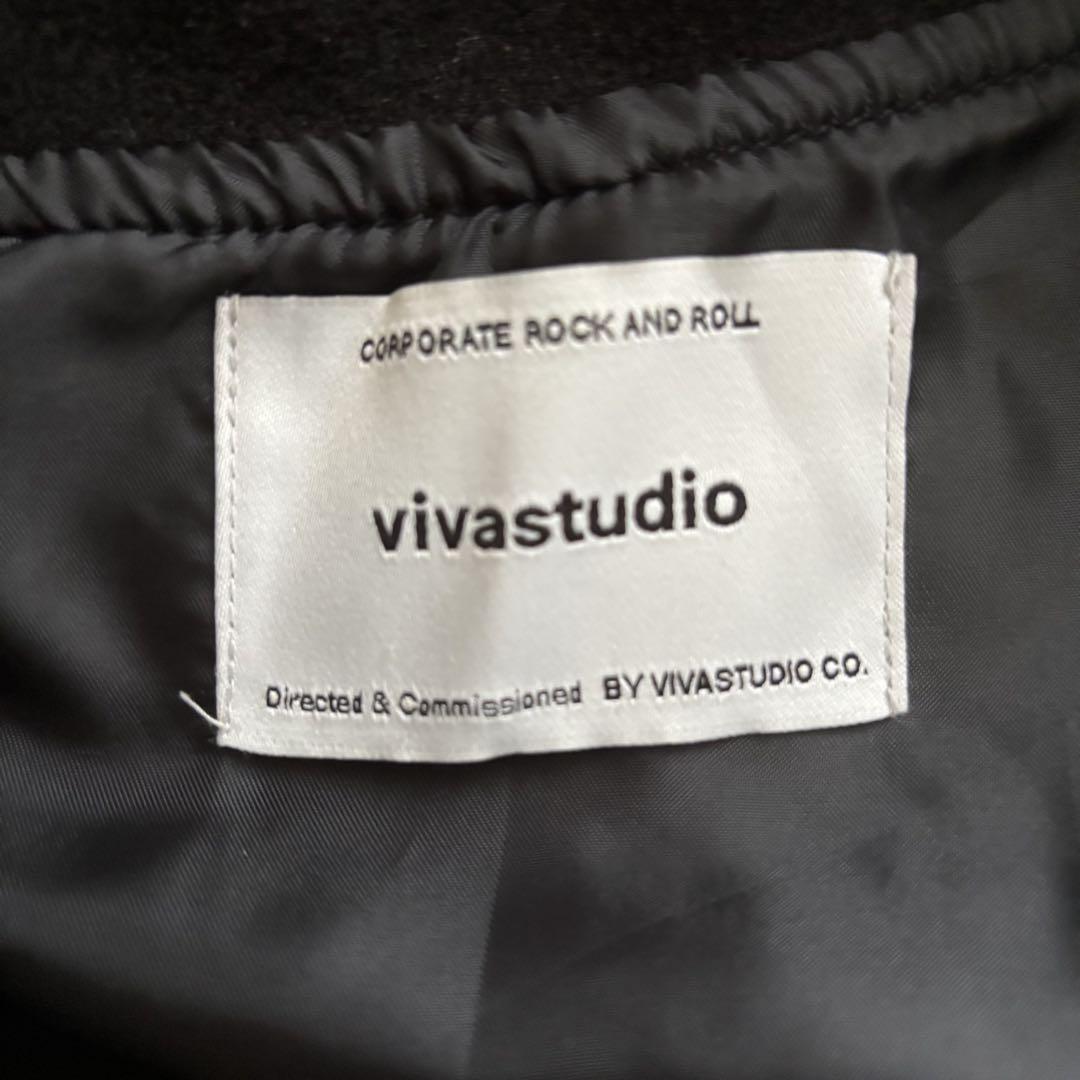 CORPORATE ROCK AND ROLL
vivastudio
Directed & Commissioned BY VIVASTUDIO CO.